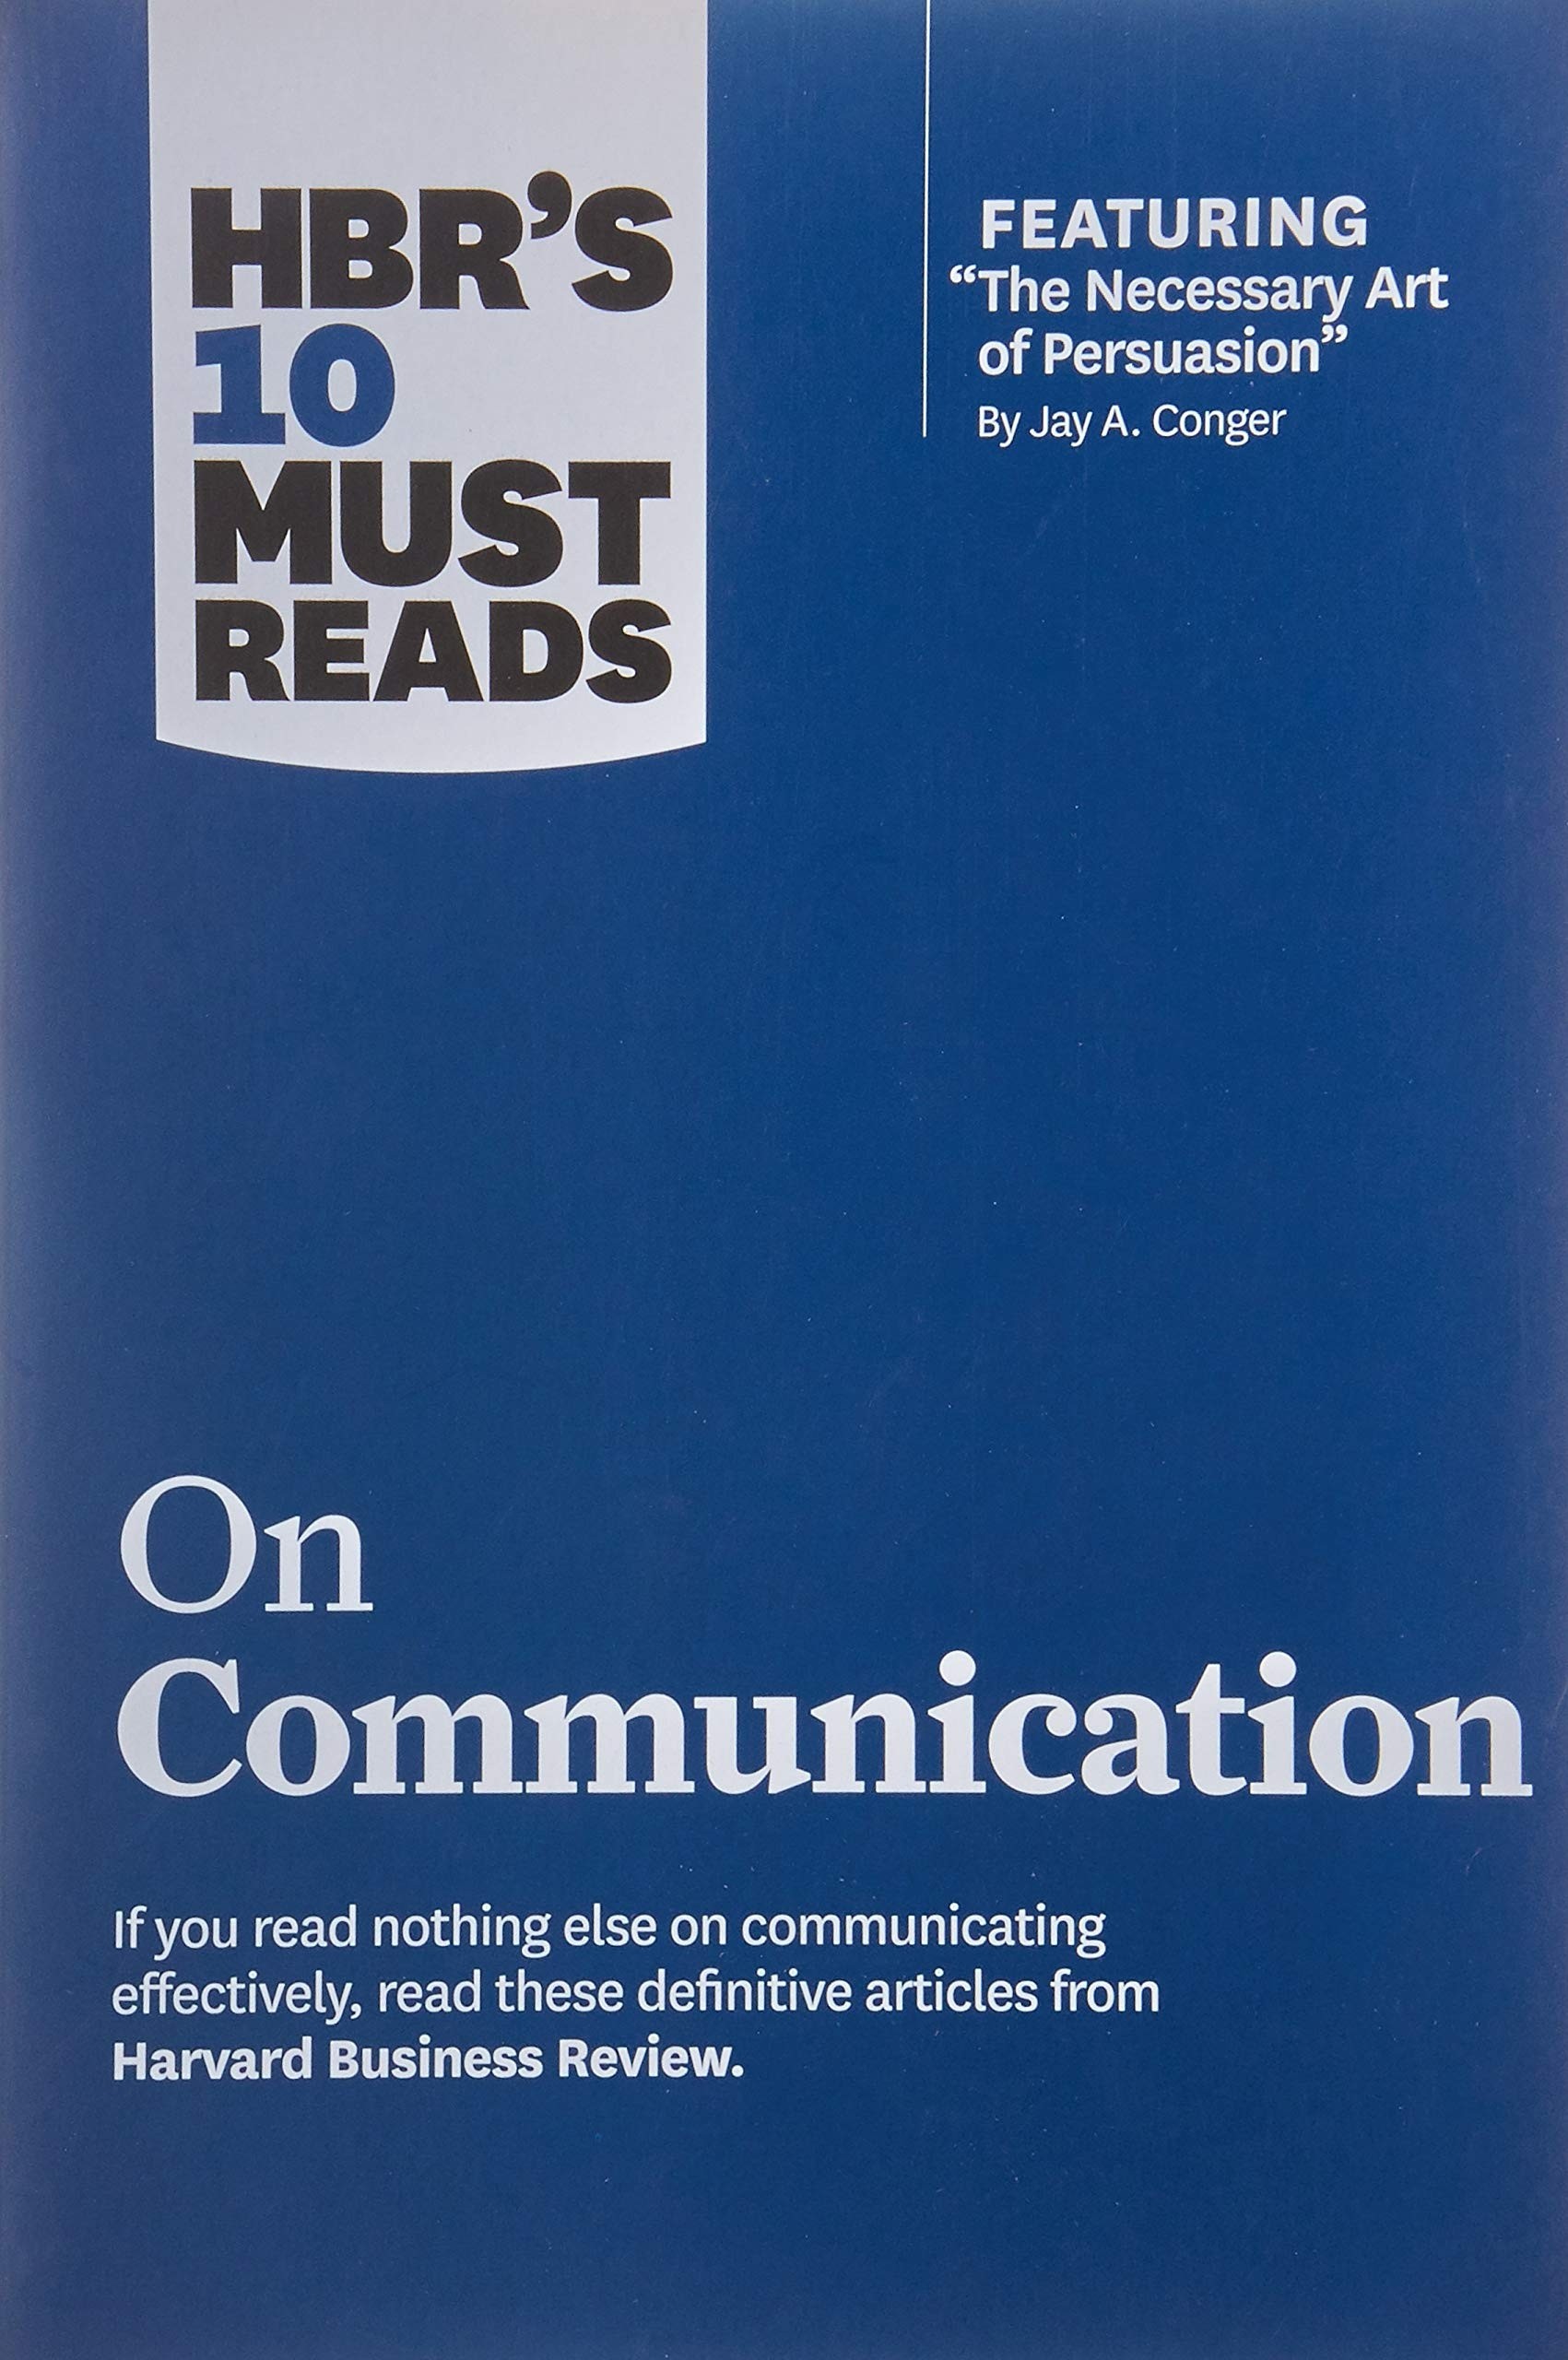 HBR’S
10
MUST
READS
FEATURING
“The Necessary Art
of Persuasion”
By Jay A. Conger
On
Communication
If you read nothing else on communicating
effectively, read these definitive articles from
Harvard Business Review.